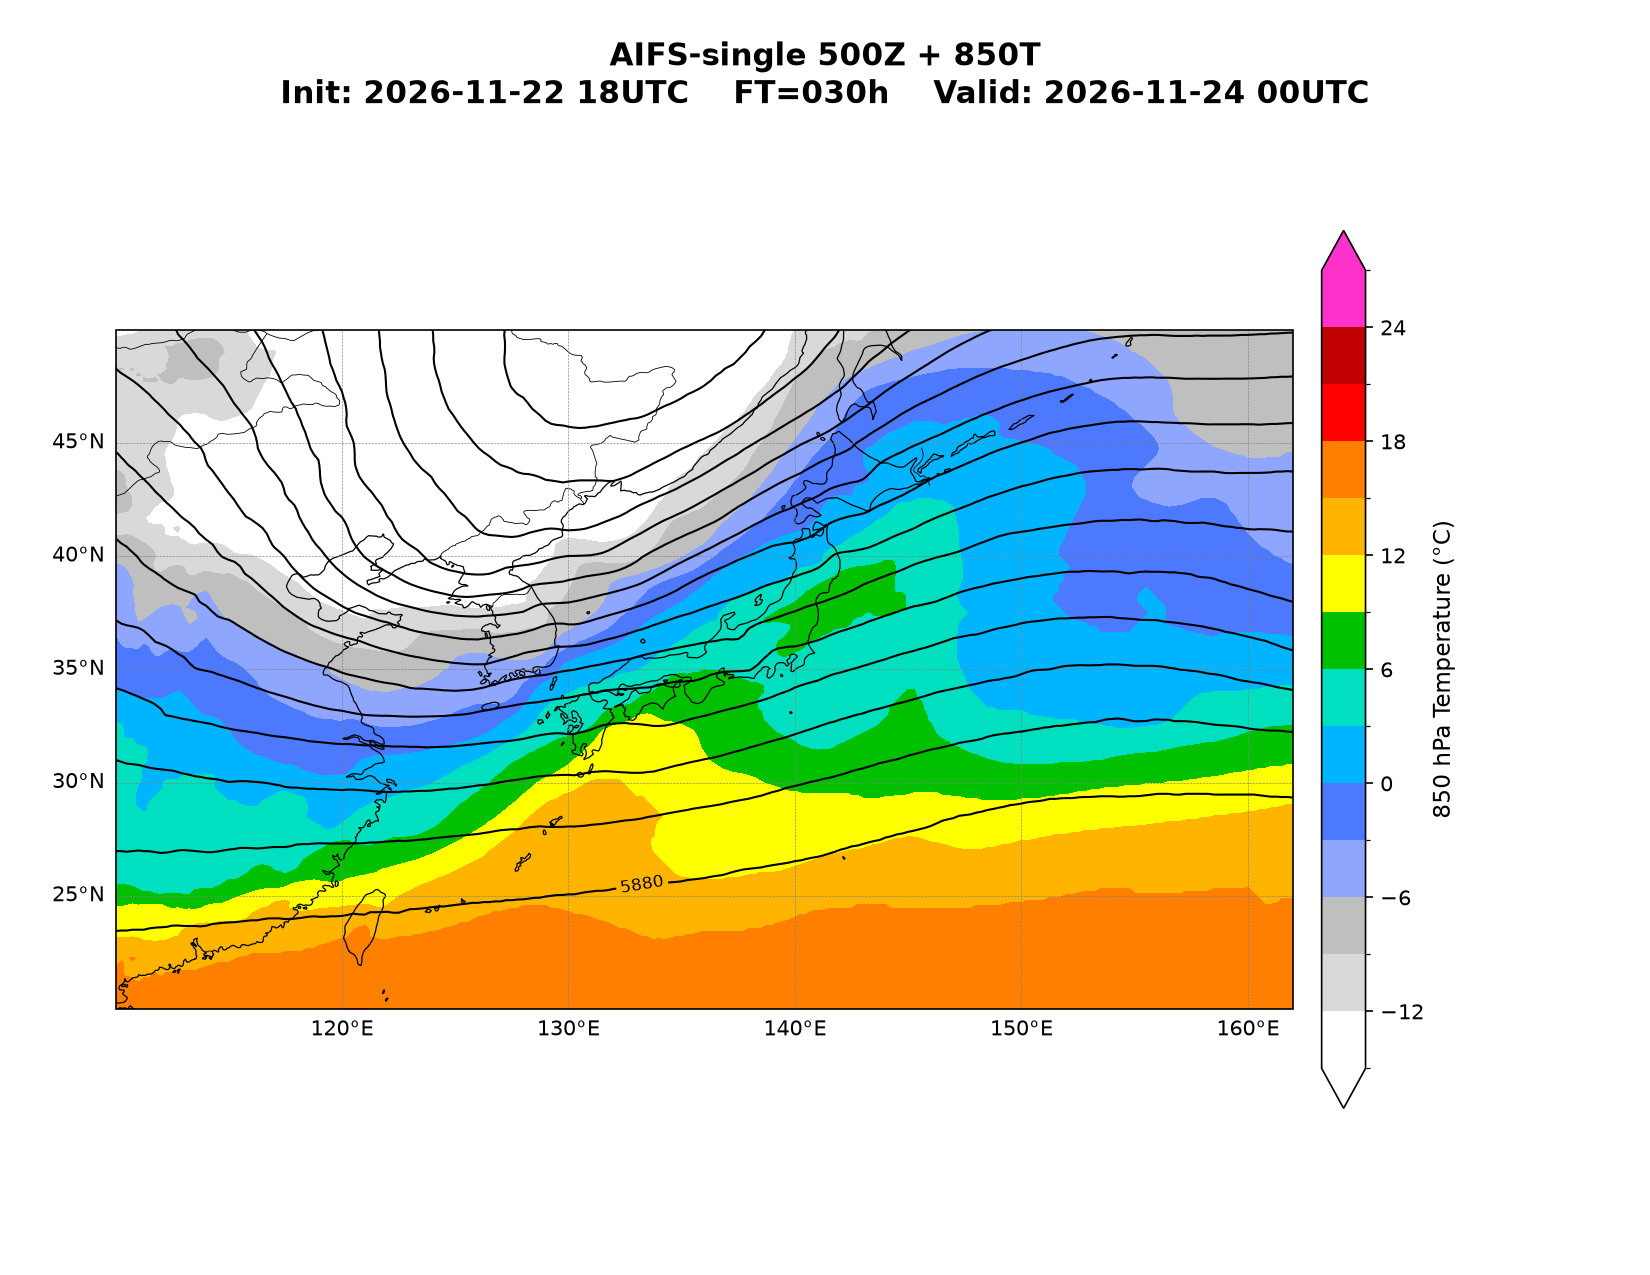 AIFS-single 500Z + 850T
Init: 2026-11-22 18UTC    FT=030h    Valid: 2026-11-24 00UTC
45°N
40°N
35°N
30°N
25°N
120°E
130°E
140°E
150°E
160°E
5880
24
18
12
6
0
−6
−12
850 hPa Temperature (°C)